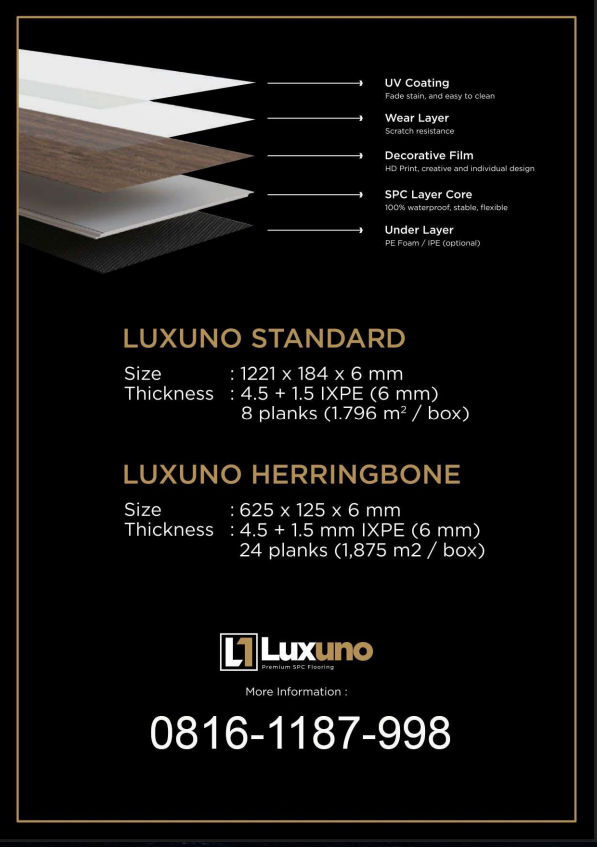 UV Coating
Fade stain, and easy to clean
Wear Layer
Scratch resistance
Decorative Film
HD Print, creative and individual design
SPC Layer Core
100% waterproof, stable, flexible
Under Layer
PE Foam / IPE (optional)
LUXUNO STANDARD
Size : 1221 x 184 x 6 mm
Thickness : 4.5 + 1.5 IXPE (6 mm)
8 planks (1.796 m² / box)
LUXUNO HERRINGBONE
Size : 625 x 125 x 6 mm
Thickness : 4.5 + 1.5 mm IXPE (6 mm)
24 planks (1,875 m2 / box)
L1 Luxuno
Premium SPC Flooring
More Information :
0816-1187-998